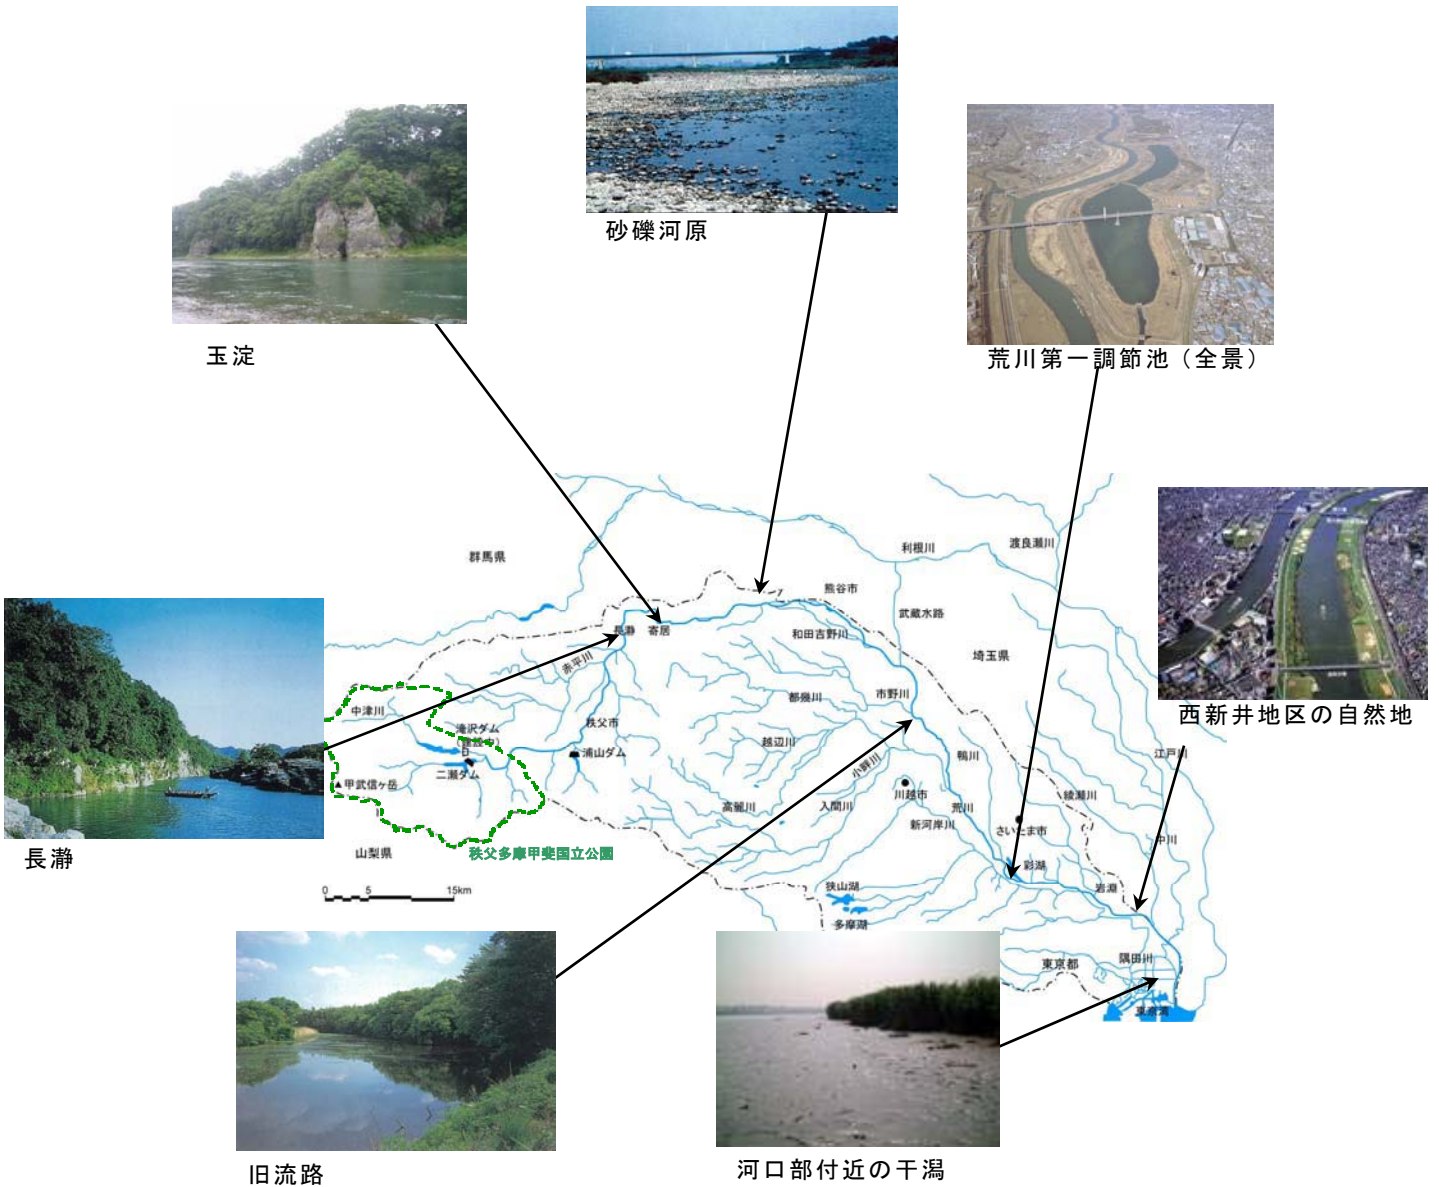 砂礫河原
玉淀
荒川第一調節池（全景）
群馬県
利根川
渡良瀬川
熊谷市
武蔵水路
長瀞
寄居
和田吉野川
埼玉県
赤平川
中津川
都幾川
市野川
西新井地区の自然地
秩父市
滝沢ダム
（建設中）
越辺川
浦山ダム
鴨川
江戸川
小畔川
二瀬ダム
甲武信ヶ岳
川越市
綾瀬川
高麗川
入間川
荒川
新河岸川
さいたま市
中川
長瀞
山梨県
秩父多摩甲斐国立公園
彩湖
岩淵
0 5 15km
狭山湖
多摩湖
東京都
隅田川
東京湾
旧流路
河口部付近の干潟